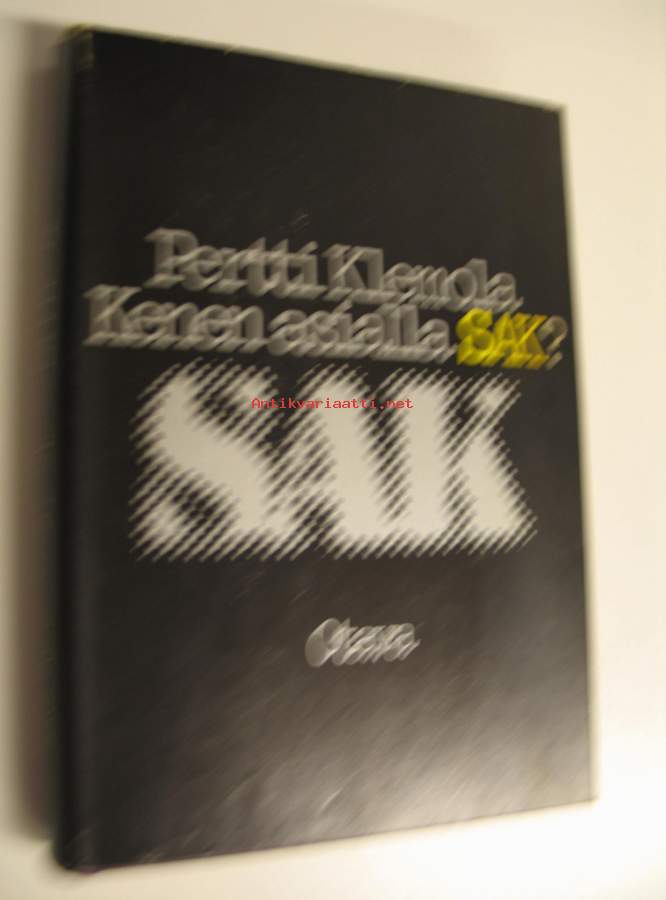 Pertti Klemola
Kenen asialla SAK?
SAK
Antikvariaatti.net
Otava